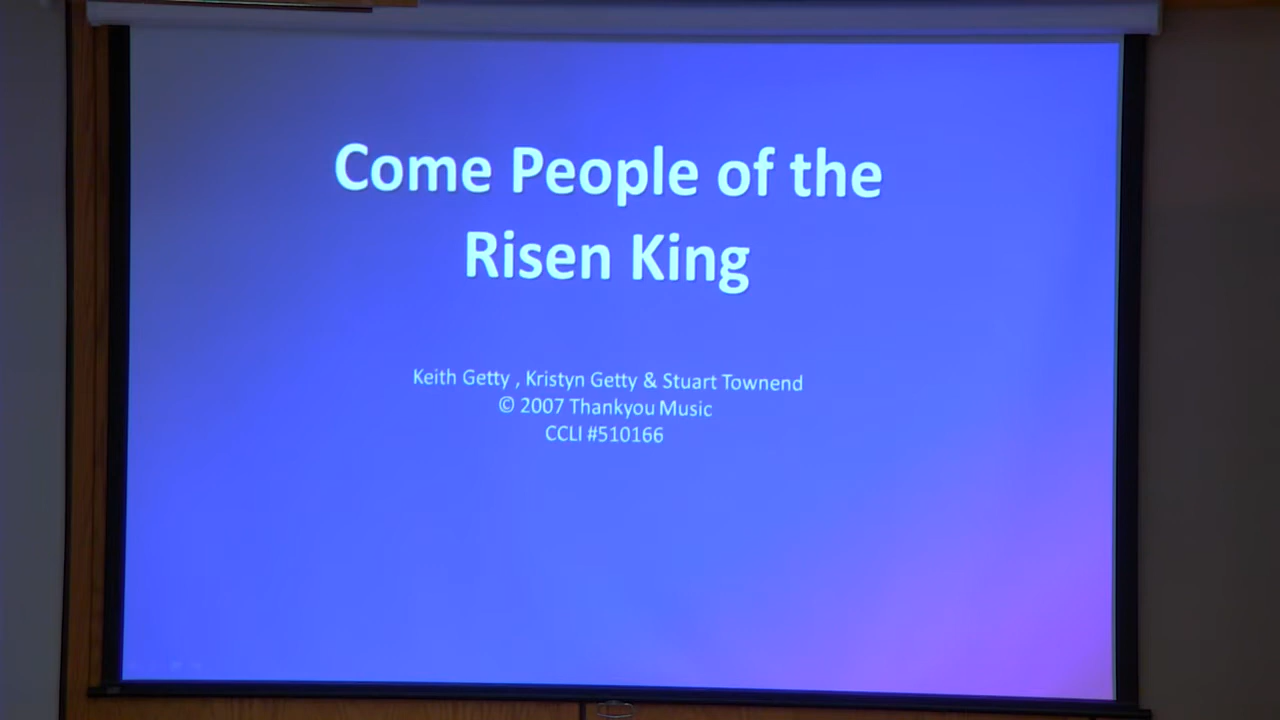 Come People of the
Risen King
Keith Getty , Kristyn Getty & Stuart Townend
© 2007 Thankyou Music
CCLI #510166